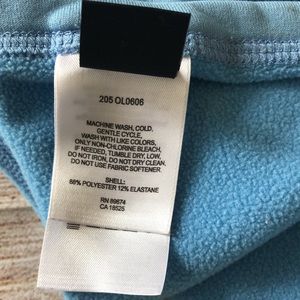 205 OL0606
MACHINE WASH, COLD,
GENTLE CYCLE,
WASH WITH LIKE COLORS,
ONLY NON-CHLORINE BLEACH,
IF NEEDED, TUMBLE DRY, LOW,
DO NOT IRON, DO NOT DRY CLEAN.
DO NOT USE FABRIC SOFTENER
SHELL:
88% POLYESTER 12% ELASTANE
RN 89674
CA 18525